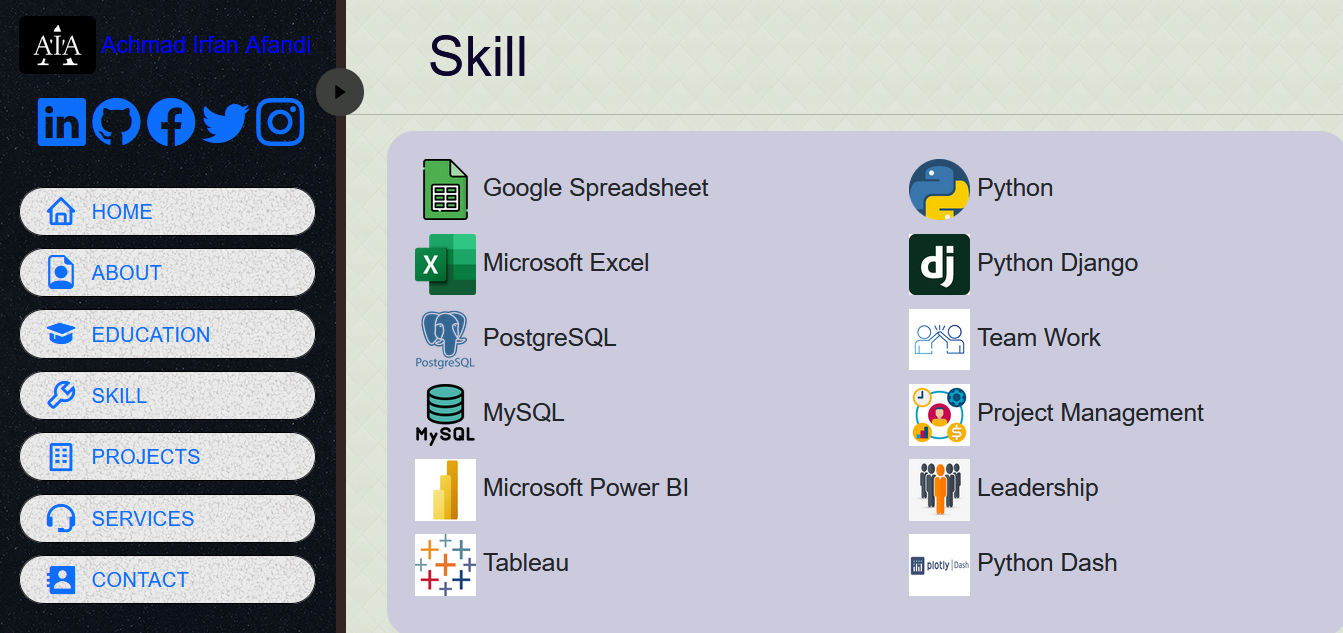 AIA Achmad Irfan Afandi
HOME
ABOUT
EDUCATION
SKILL
PROJECTS
SERVICES
CONTACT
Skill
Google Spreadsheet
X Microsoft Excel
PostgreSQL PostgreSQL
MySQL MySQL
Microsoft Power BI
Tableau
Python
dj Python Django
Team Work
Project Management
Leadership
plotly | Dash Python Dash